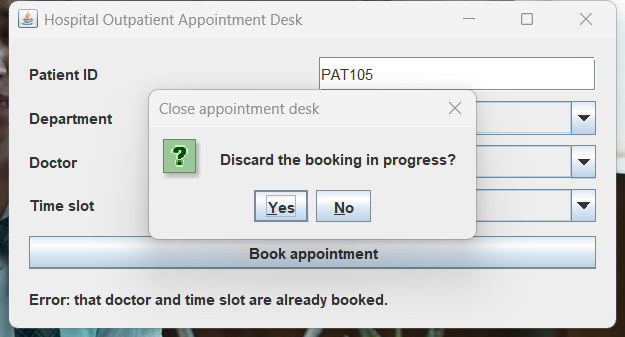 Hospital Outpatient Appointment Desk
Patient ID
PAT105
Close appointment desk
Department
?
Discard the booking in progress?
Doctor
Yes
No
Time slot
Book appointment
Error: that doctor and time slot are already booked.